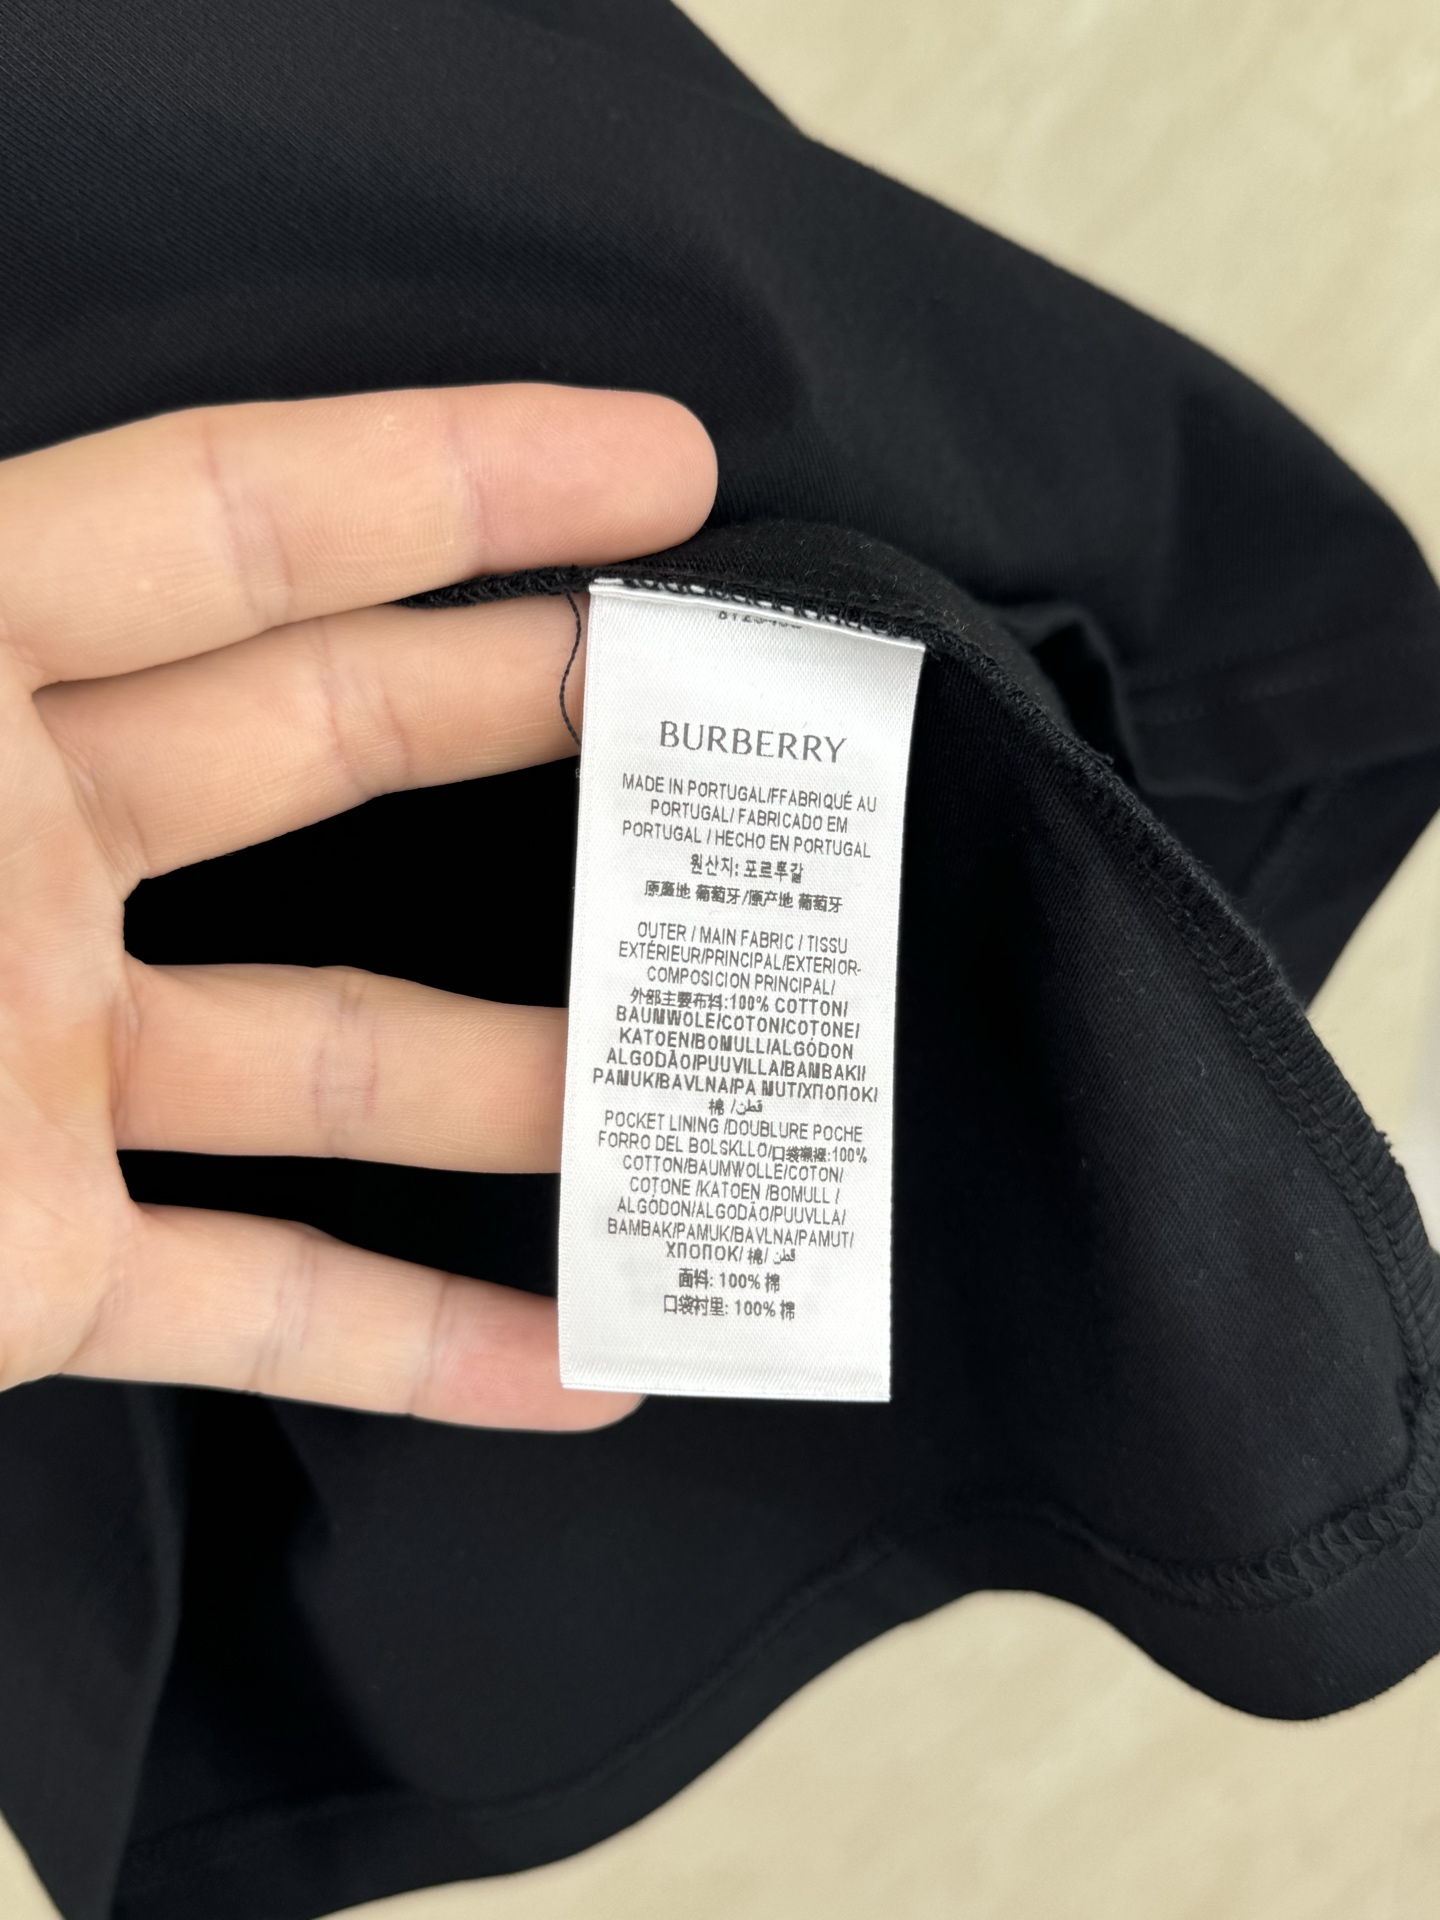 BURBERRY
MADE IN PORTUGAL/FFABRIQUÉ AU
PORTUGAL/ FABRICADO EM
PORTUGAL / HECHO EN PORTUGAL
원산지: 포르투갈
原產地 葡萄牙/原产地 葡萄牙
OUTER / MAIN FABRIC / TISSU
EXTÉRIEUR/PRINCIPAL/EXTERIOR-
COMPOSICION PRINCIPAL/
外部主要布料:100% COTTON/
BAUMWOLE/COTON/COTONE/
KATOEN/BOMULL/ALGÓDON
ALGODÃO/PUUVILLA/BAMBAKI/
PAMUK/BAVLNA/PA MUT/ХПОПОК/
棉 /قطن
POCKET LINING /DOUBLURE POCHE
FORRO DEL BOLSKLLO/口袋襯裡:100%
COTTON/BAUMWOLLE/COTON/
COTONE /KATOEN /BOMULL /
ALGÓDON/ALGODÃO/PUUVLLA/
BAMBAK/PAMUK/BAVLNA/PAMUT/
ХПОПОК/ 棉/ قطن
面料: 100% 棉
口袋衬里: 100% 棉